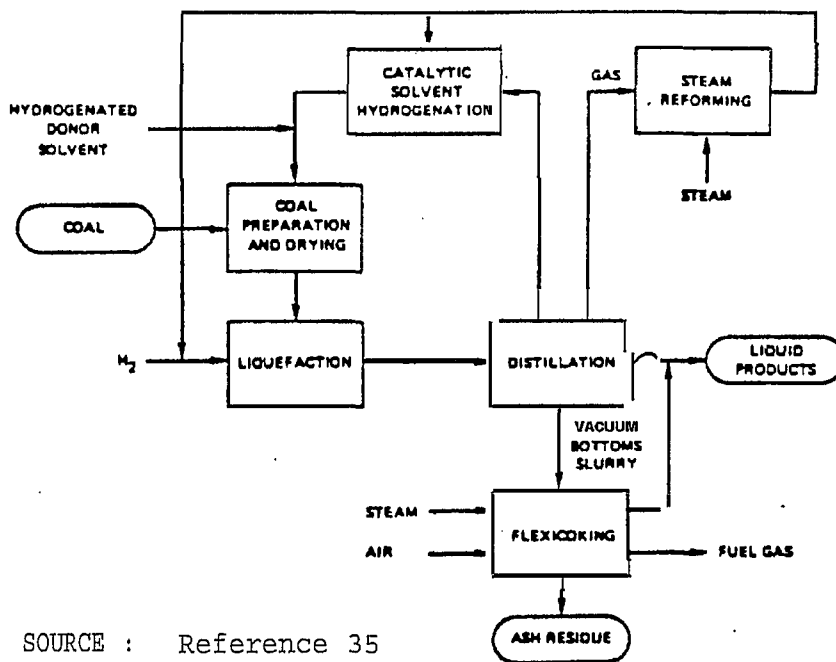 CATALYTIC
SOLVENT
HYDROGENATION
GAS
STEAM
REFORMING
HYDROGENATED
DONOR
SOLVENT
STEAM
COAL
COAL
PREPARATION
AND DRYING
H2
LIQUEFACTION
DISTILLATION
LIQUID
PRODUCTS
VACUUM
BOTTOMS
SLURRY
STEAM
AIR
FLEXICOKING
FUEL GAS
ASH RESIDUE
SOURCE : Reference 35